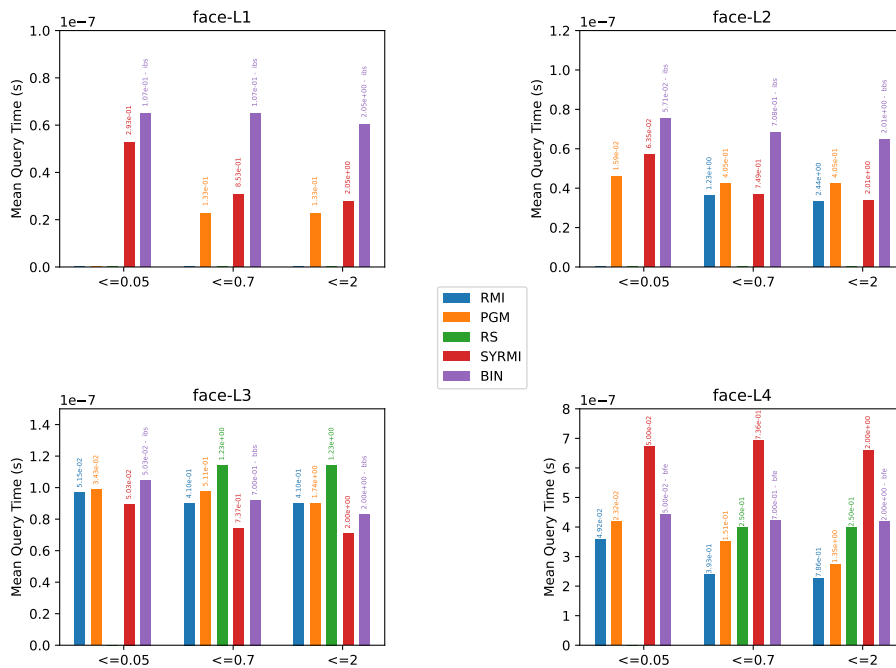 face-L1
1e−7
Mean Query Time (s)
1.0
0.8
0.6
0.4
0.2
0.0
2.93e-01
1.07e-01 - ibs
1.33e-01
8.53e-01
1.07e-01 - ibs
1.33e-01
2.05e+00
2.05e+00 - ibs
<=0.05
<=0.7
<=2
face-L2
1e−7
Mean Query Time (s)
1.2
1.0
0.8
0.6
0.4
0.2
0.0
1.59e-02
6.35e-02
5.71e-02 - ibs
1.23e+00
4.05e-01
7.49e-01
7.08e-01 - ibs
2.44e+00
4.05e-01
2.01e+00
2.01e+00 - bbs
<=0.05
<=0.7
<=2
RMI
PGM
RS
SYRMI
BIN
face-L3
1e−7
Mean Query Time (s)
1.4
1.2
1.0
0.8
0.6
0.4
0.2
0.0
5.15e-02
3.43e-02
5.03e-02
5.03e-02 - ibs
4.10e-01
5.11e-01
1.23e+00
7.37e-01
7.00e-01 - bbs
4.10e-01
1.74e+00
1.23e+00
2.00e+00
2.00e+00 - bbs
<=0.05
<=0.7
<=2
face-L4
1e−7
Mean Query Time (s)
8
7
6
5
4
3
2
1
0
4.92e-02
2.32e-02
5.00e-02
5.00e-02 - bfe
3.93e-01
1.51e-01
2.50e-01
7.36e-01
7.00e-01 - bfe
7.86e-01
1.35e+00
2.50e-01
2.00e+00
2.00e+00 - bfe
<=0.05
<=0.7
<=2